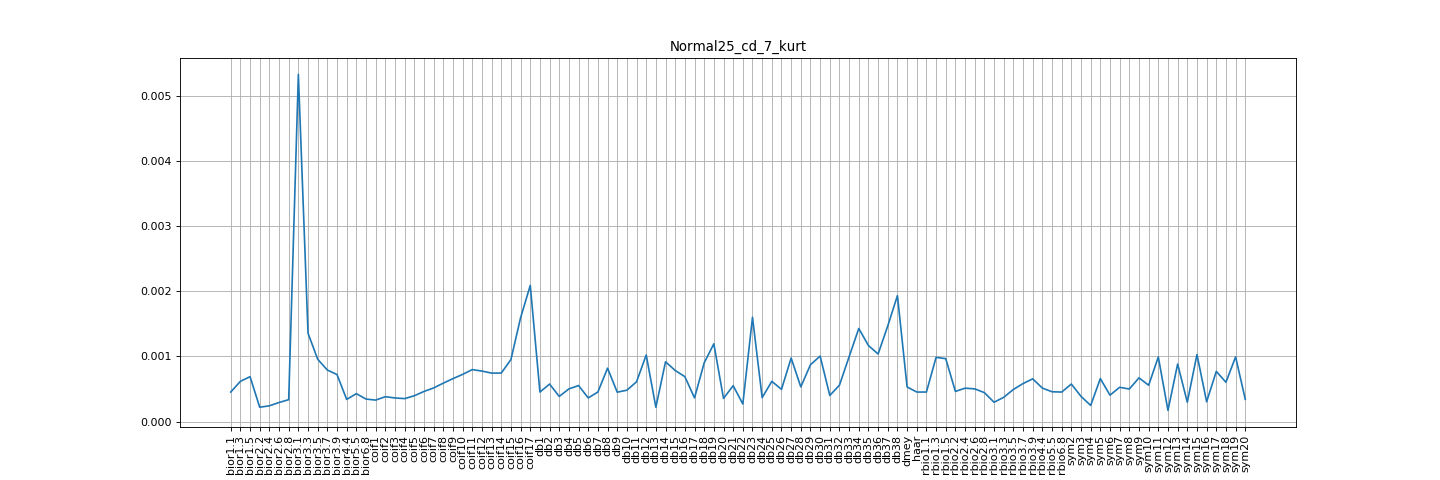 Normal25_cd_7_kurt
0.005
0.004
0.003
0.002
0.001
0.000
bior1.1
bior1.3
bior1.5
bior2.2
bior2.4
bior2.6
bior2.8
bior3.1
bior3.3
bior3.5
bior3.7
bior3.9
bior4.4
bior5.5
bior6.8
coif1
coif2
coif3
coif4
coif5
coif6
coif7
coif8
coif9
coif10
coif11
coif12
coif13
coif14
coif15
coif16
coif17
db1
db2
db3
db4
db5
db6
db7
db8
db9
db10
db11
db12
db13
db14
db15
db16
db17
db18
db19
db20
db21
db22
db23
db24
db25
db26
db27
db28
db29
db30
db31
db32
db33
db34
db35
db36
db37
db38
dmey
haar
rbio1.1
rbio1.3
rbio1.5
rbio2.2
rbio2.4
rbio2.6
rbio2.8
rbio3.1
rbio3.3
rbio3.5
rbio3.7
rbio3.9
rbio4.4
rbio5.5
rbio6.8
sym2
sym3
sym4
sym5
sym6
sym7
sym8
sym9
sym10
sym11
sym12
sym13
sym14
sym15
sym16
sym17
sym18
sym19
sym20